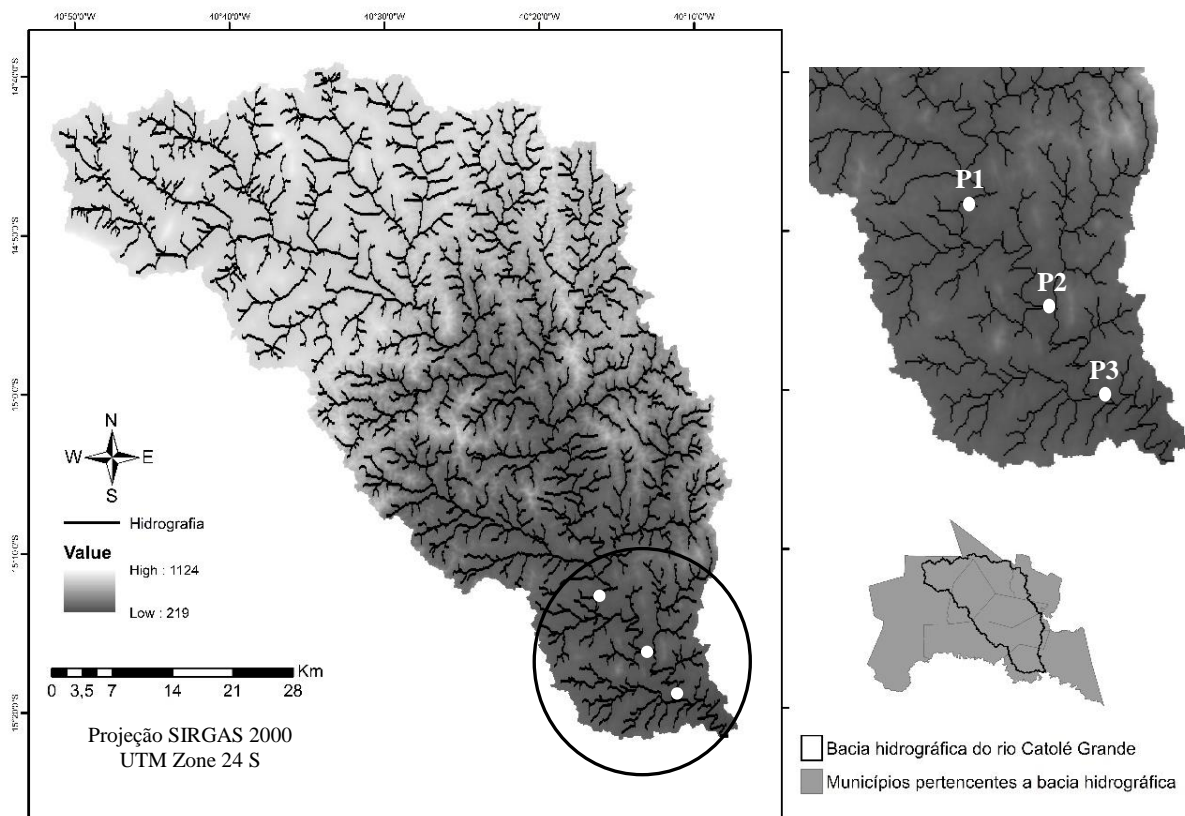 40°50'0"W
40°40'0"W
40°30'0"W
40°20'0"W
40°10'0"W
14°40'0"S
14°50'0"S
15°0'0"S
15°10'0"S
15°20'0"S
N
W
E
S
Hidrografia
Value
High : 1124
Low : 219
Km
0 3,5 7 14 21 28
Projeção SIRGAS 2000
UTM Zone 24 S
P1
P2
P3
Bacia hidrográfica do rio Catolé Grande
Municípios pertencentes a bacia hidrográfica